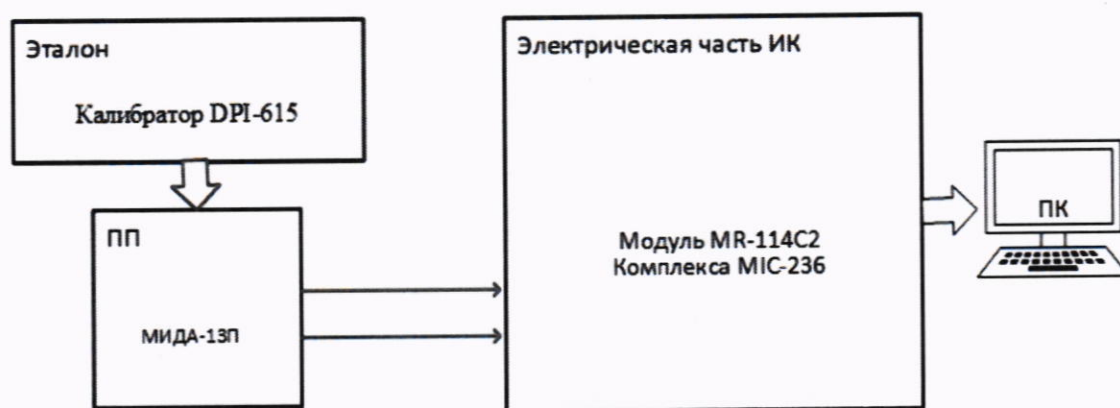 Эталон
Калибратор DPI-615
ПП
МИДА-13П
Электрическая часть ИК
Модуль MR-114C2
Комплекса MIC-236
ПК